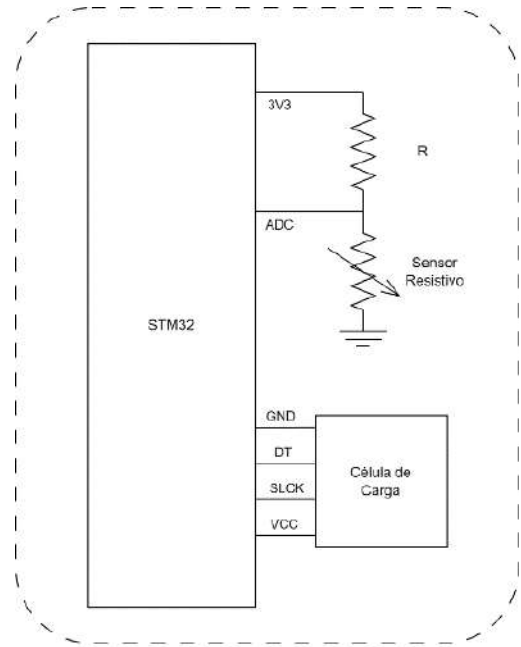 3V3
R
ADC
Sensor
Resistivo
STM32
GND
DT
Célula de
Carga
SLCK
VCC